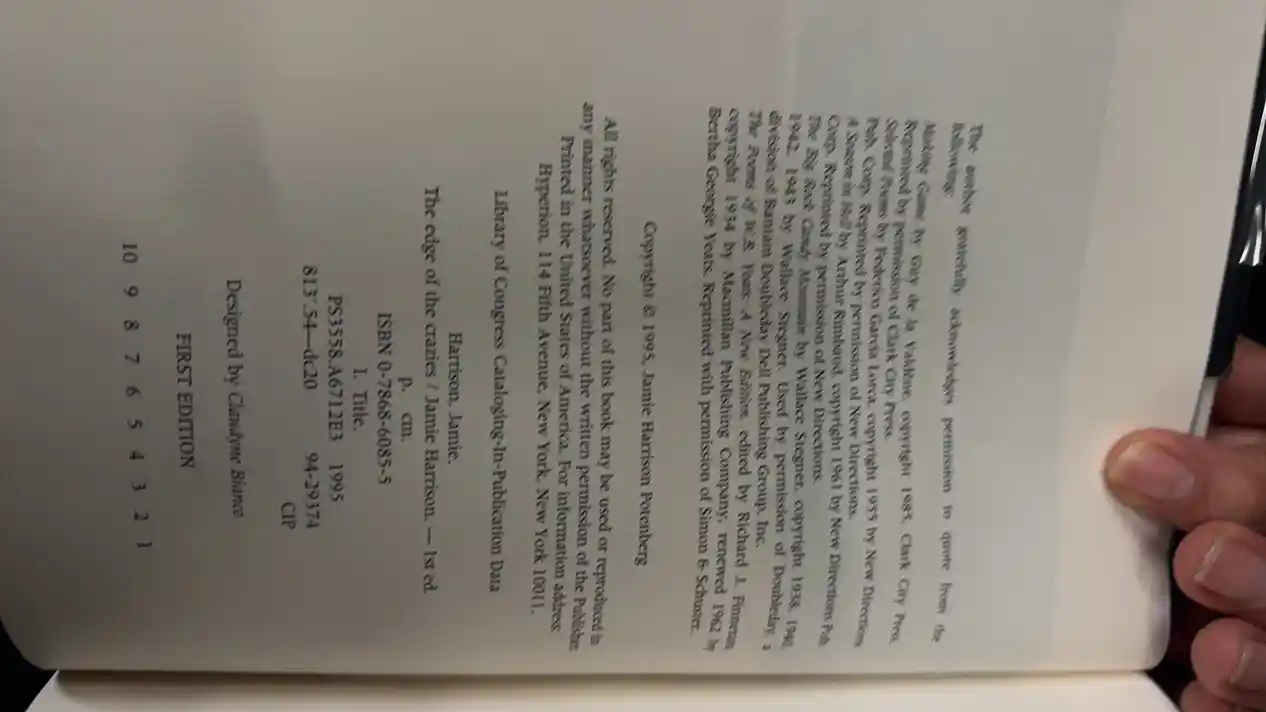 The author gratefully acknowledges permission to quote from the
following:
Making Game by Guy de la Valdène, copyright 1985, Clark City Press.
Reprinted by permission of Clark City Press.
Selected Poems by Federico Garcia Lorca, copyright 1955 by New Directions
Pub. Corp. Reprinted by permission of New Directions.
A Season in Hell by Arthur Rimbaud, copyright 1961 by New Directions Pub.
Corp. Reprinted by permission of New Directions.
The Big Rock Candy Mountain by Wallace Stegner, copyright 1938, 1940,
1942, 1943 by Wallace Stegner. Used by permission of Doubleday, a
division of Bantam Doubleday Dell Publishing Group, Inc.
The Poems of W.B. Yeats: A New Edition, edited by Richard J. Finneran,
copyright 1934 by Macmillan Publishing Company, renewed 1962 by
Bertha Georgie Yeats. Reprinted with permission of Simon & Schuster.
Copyright © 1995, Jamie Harrison Potenberg
All rights reserved. No part of this book may be used or reproduced in
any manner whatsoever without the written permission of the Publisher.
Printed in the United States of America. For information address:
Hyperion, 114 Fifth Avenue, New York, New York 10011.
Library of Congress Cataloging-In-Publication Data
Harrison, Jamie.
The edge of the crazies / Jamie Harrison. — 1st ed.
p. cm.
ISBN 0-7868-6085-5
I. Title.
PS3558.A6712E3 1995
813'.54—dc20 94-29374
CIP
Designed by Claudyne Bianco
FIRST EDITION
10 9 8 7 6 5 4 3 2 1